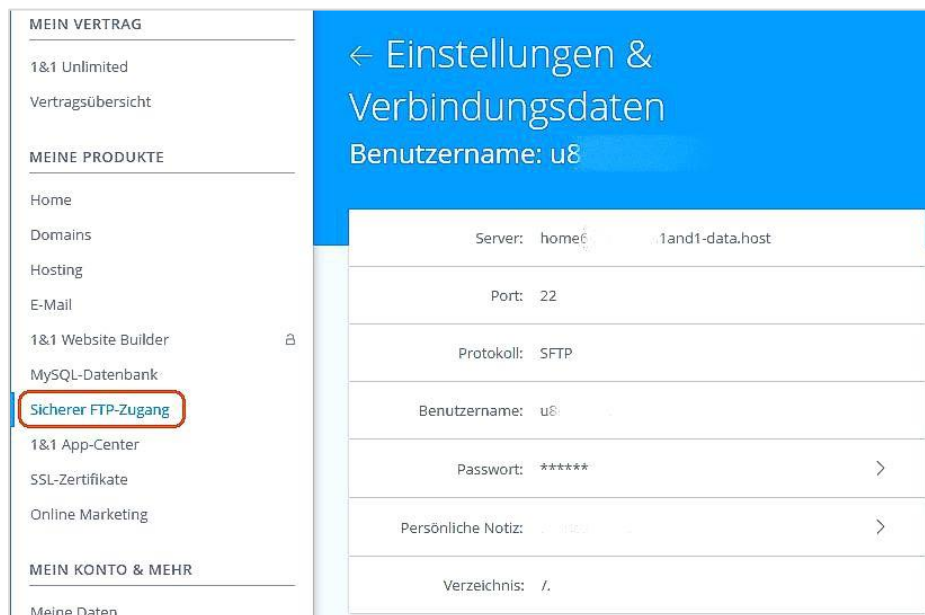 MEIN VERTRAG
1&1 Unlimited
Vertragsübersicht
MEINE PRODUKTE
Home
Domains
Hosting
E-Mail
1&1 Website Builder
MySQL-Datenbank
Sicherer FTP-Zugang
1&1 App-Center
SSL-Zertifikate
Online Marketing
MEIN KONTO & MEHR
Meine Daten
← Einstellungen &
Verbindungsdaten
Benutzername: u8
Server: home 1and1-data.host
Port: 22
Protokoll: SFTP
Benutzername: u8
Passwort: ******
Persönliche Notiz:
Verzeichnis: /.